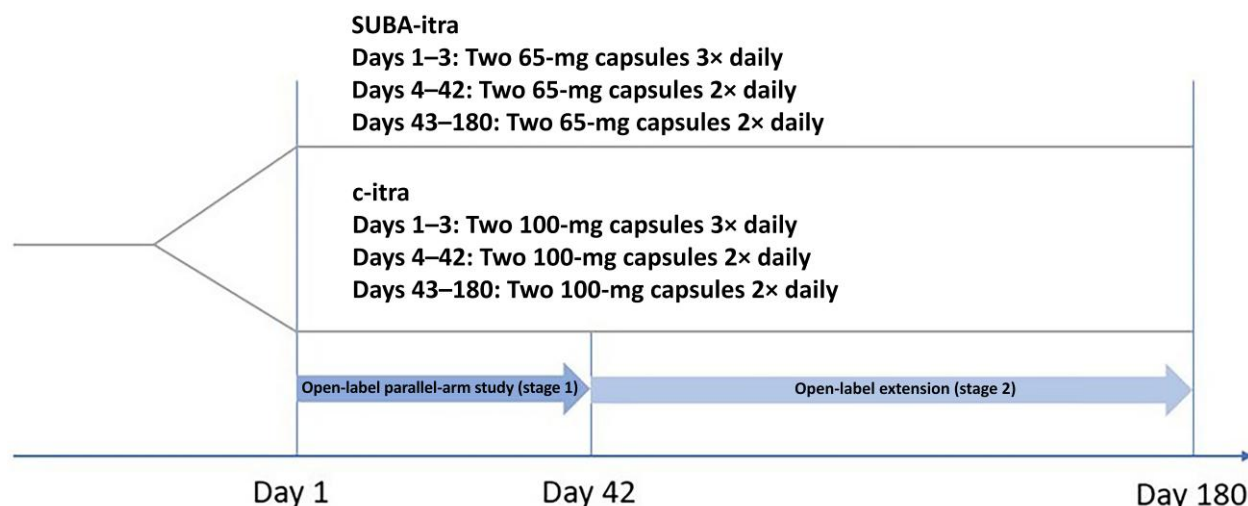 SUBA-itra
Days 1–3: Two 65-mg capsules 3× daily
Days 4–42: Two 65-mg capsules 2× daily
Days 43–180: Two 65-mg capsules 2× daily
c-itra
Days 1–3: Two 100-mg capsules 3× daily
Days 4–42: Two 100-mg capsules 2× daily
Days 43–180: Two 100-mg capsules 2× daily
Open-label parallel-arm study (stage 1)
Open-label extension (stage 2)
Day 1
Day 42
Day 180